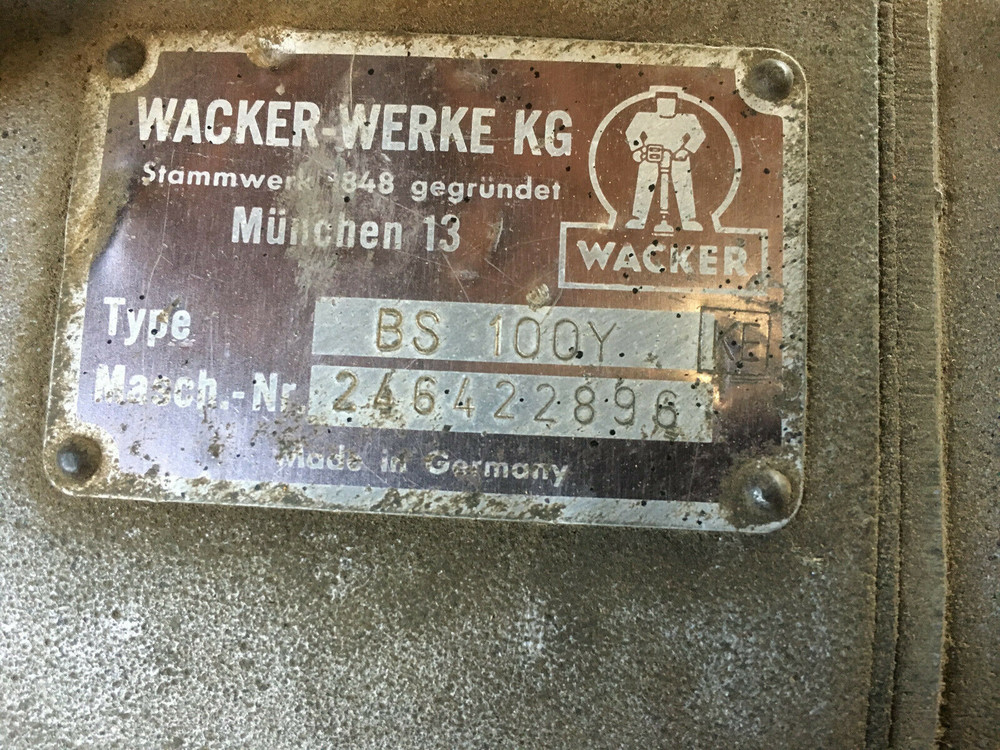 WACKER-WERKE KG
Stammwerk 1848 gegründet
München 13
WACKER
Type BS 100Y KE
Masch.-Nr. 246422896
Made in Germany